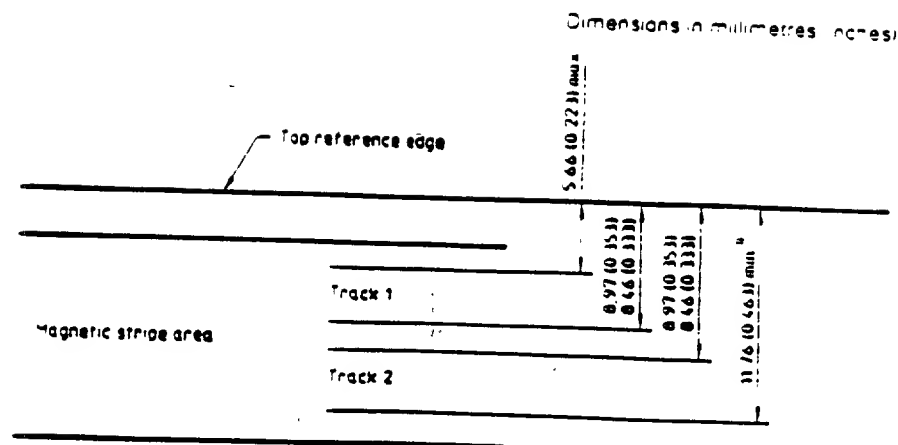 Dimensions in millimetres inches)
5.66 (0.223) max
Top reference edge
8.97 (0.353)
8.46 (0.333)
8.97 (0.353)
8.46 (0.333)
11.76 (0.463) min
Track 1
Magnetic stripe area
Track 2